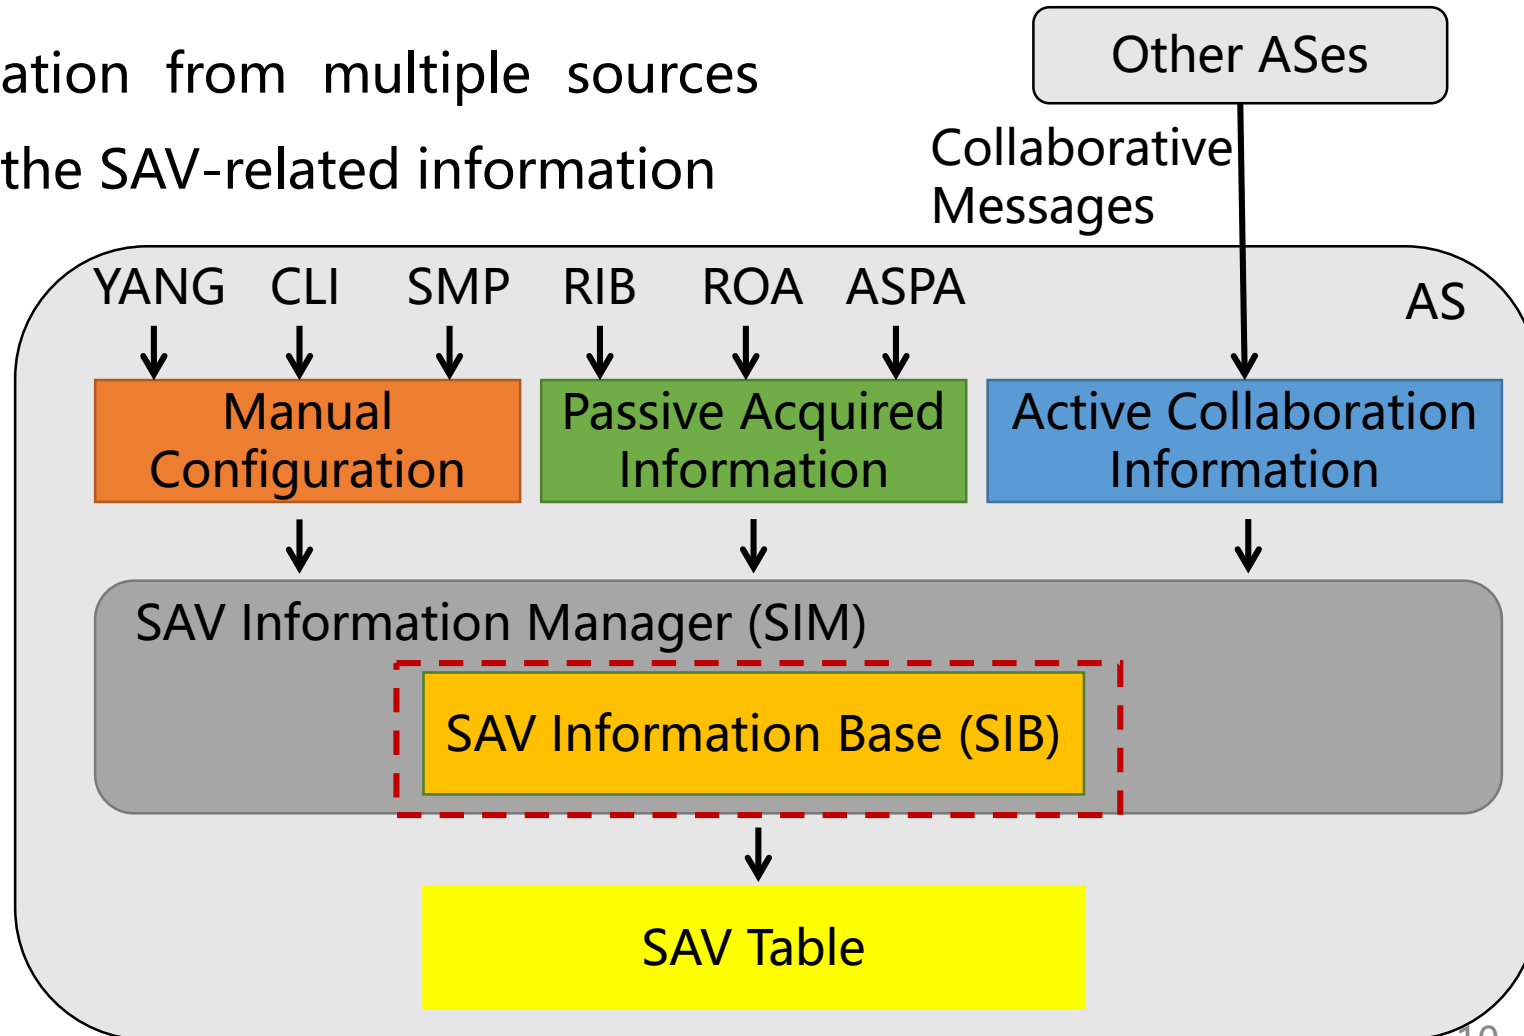 ation from multiple sources
the SAV-related information
Other ASes
Collaborative
Messages
YANG CLI SMP RIB ROA ASPA
AS
Manual
Configuration
Passive Acquired
Information
Active Collaboration
Information
SAV Information Manager (SIM)
SAV Information Base (SIB)
SAV Table
10